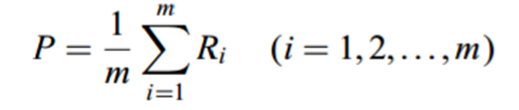 P = \frac{1}{m} \sum_{i=1}^{m} R_i \quad (i = 1, 2, \ldots, m)